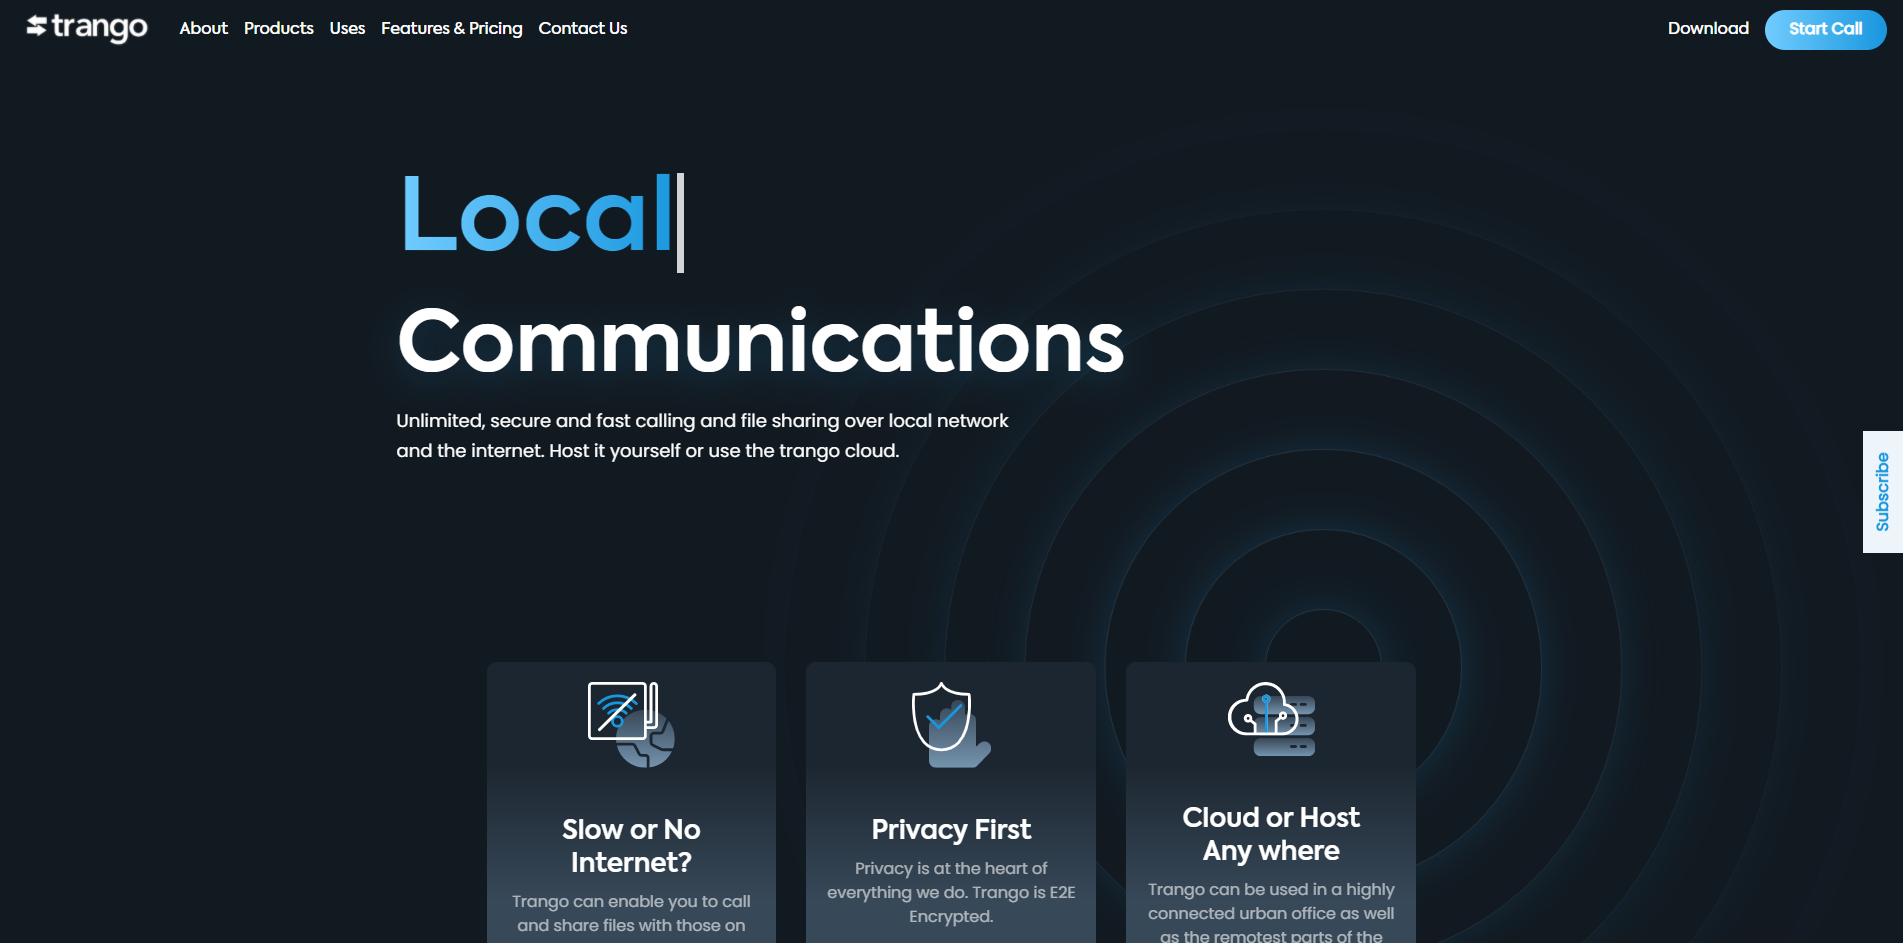 trango
About
Products
Uses
Features & Pricing
Contact Us
Download
Start Call
Local
Communications
Unlimited, secure and fast calling and file sharing over local network
and the internet. Host it yourself or use the trango cloud.
Subscribe
Slow or No
Internet?
Trango can enable you to call
and share files with those on
Privacy First
Privacy is at the heart of
everything we do. Trango is E2E
Encrypted.
Cloud or Host
Any where
Trango can be used in a highly
connected urban office as well
as the remotest parts of the